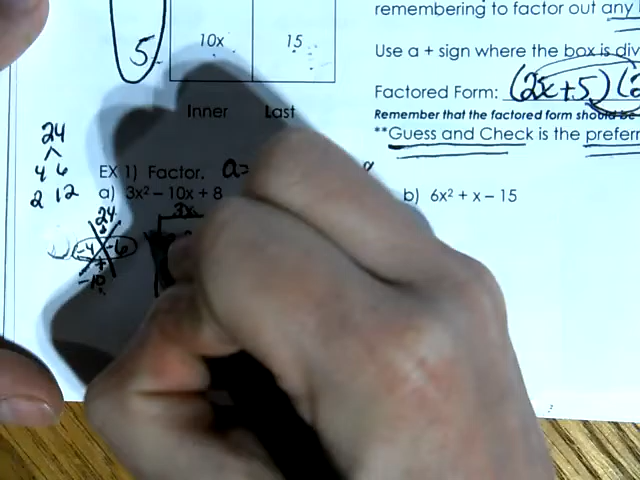 remembering to factor out any
5
10x 15
Use a + sign where the box is div
Factored Form: (2x+5)(2
Inner Last
Remember that the factored form should be
**Guess and Check is the prefer
24
4 6
2 12
EX 1) Factor. a=
a) 3x² – 10x + 8
b) 6x² + x – 15
3x
24
-4 -6
+
-10